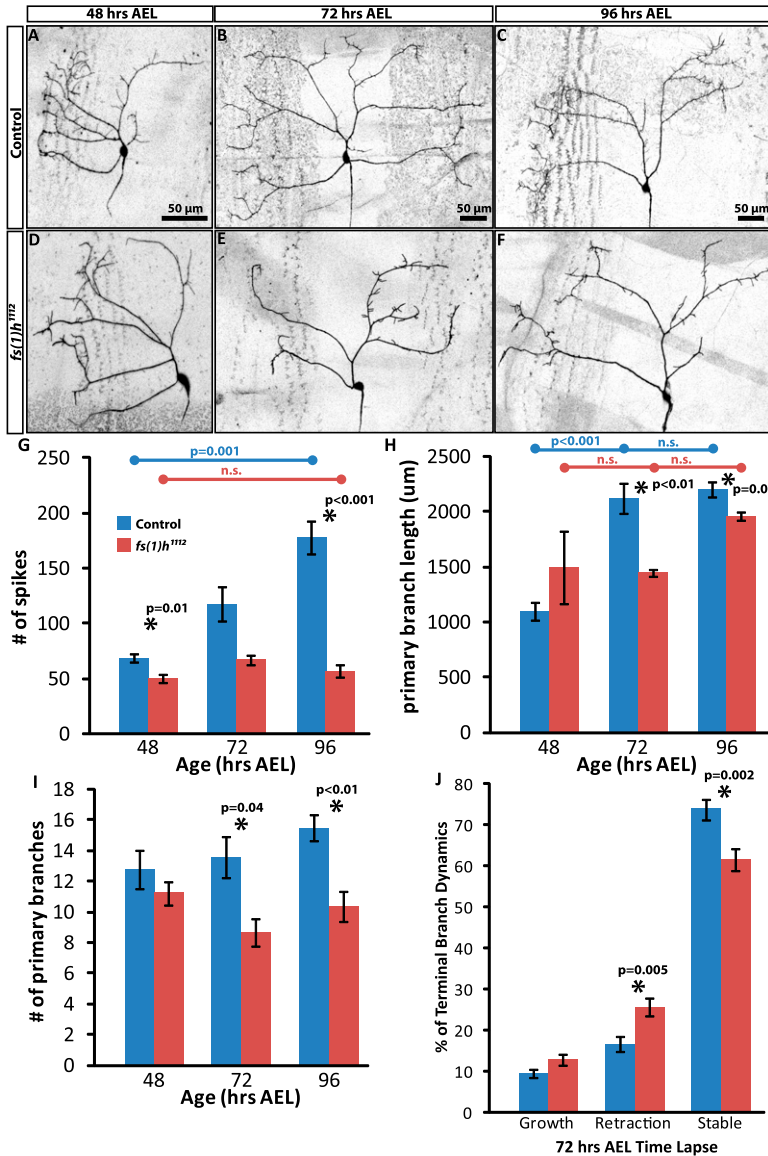 48 hrs AEL
72 hrs AEL
96 hrs AEL
Control
A
50 µm
B
50 µm
C
50 µm
fs(1)h¹¹¹²
D
E
F
G
# of spikes
250
200
150
100
50
0
p=0.001
n.s.
Control
fs(1)h¹¹¹²
p=0.01
*
p<0.001
*
48
72
96
Age (hrs AEL)
H
primary branch length (um)
2500
2000
1500
1000
500
0
p<0.001
n.s.
n.s.
n.s.
* p<0.01
*
p=0.0
48
72
96
Age (hrs AEL)
I
# of primary branches
18
16
14
12
10
8
6
4
2
0
p=0.04
*
p<0.01
*
48
72
96
Age (hrs AEL)
J
% of Terminal Branch Dynamics
80
70
60
50
40
30
20
10
0
p=0.005
*
p=0.002
*
Growth
Retraction
Stable
72 hrs AEL Time Lapse